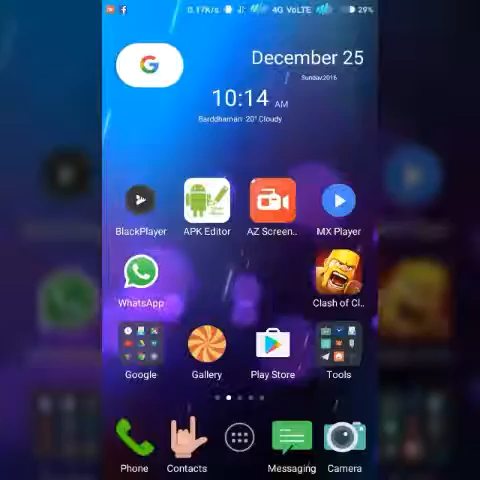 0.17K/s 4G VoLTE 29%
December 25
Sunday,2016
10:14 AM
Barddhaman 20° Cloudy
BlackPlayer APK Editor AZ Screen.. MX Player
WhatsApp Clash of Cl..
Google Gallery Play Store Tools
Phone Contacts Messaging Camera